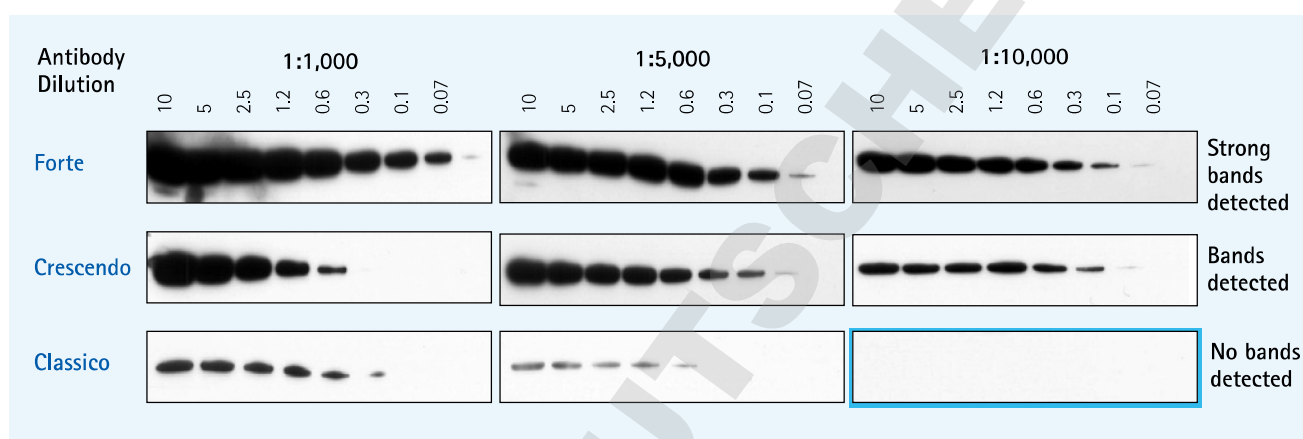 Antibody
Dilution
1:1,000
1:5,000
1:10,000
10 5 2.5 1.2 0.6 0.3 0.1 0.07
10 5 2.5 1.2 0.6 0.3 0.1 0.07
10 5 2.5 1.2 0.6 0.3 0.1 0.07
Forte
Strong
bands
detected
Crescendo
Bands
detected
Classico
No bands
detected
UTSCHE